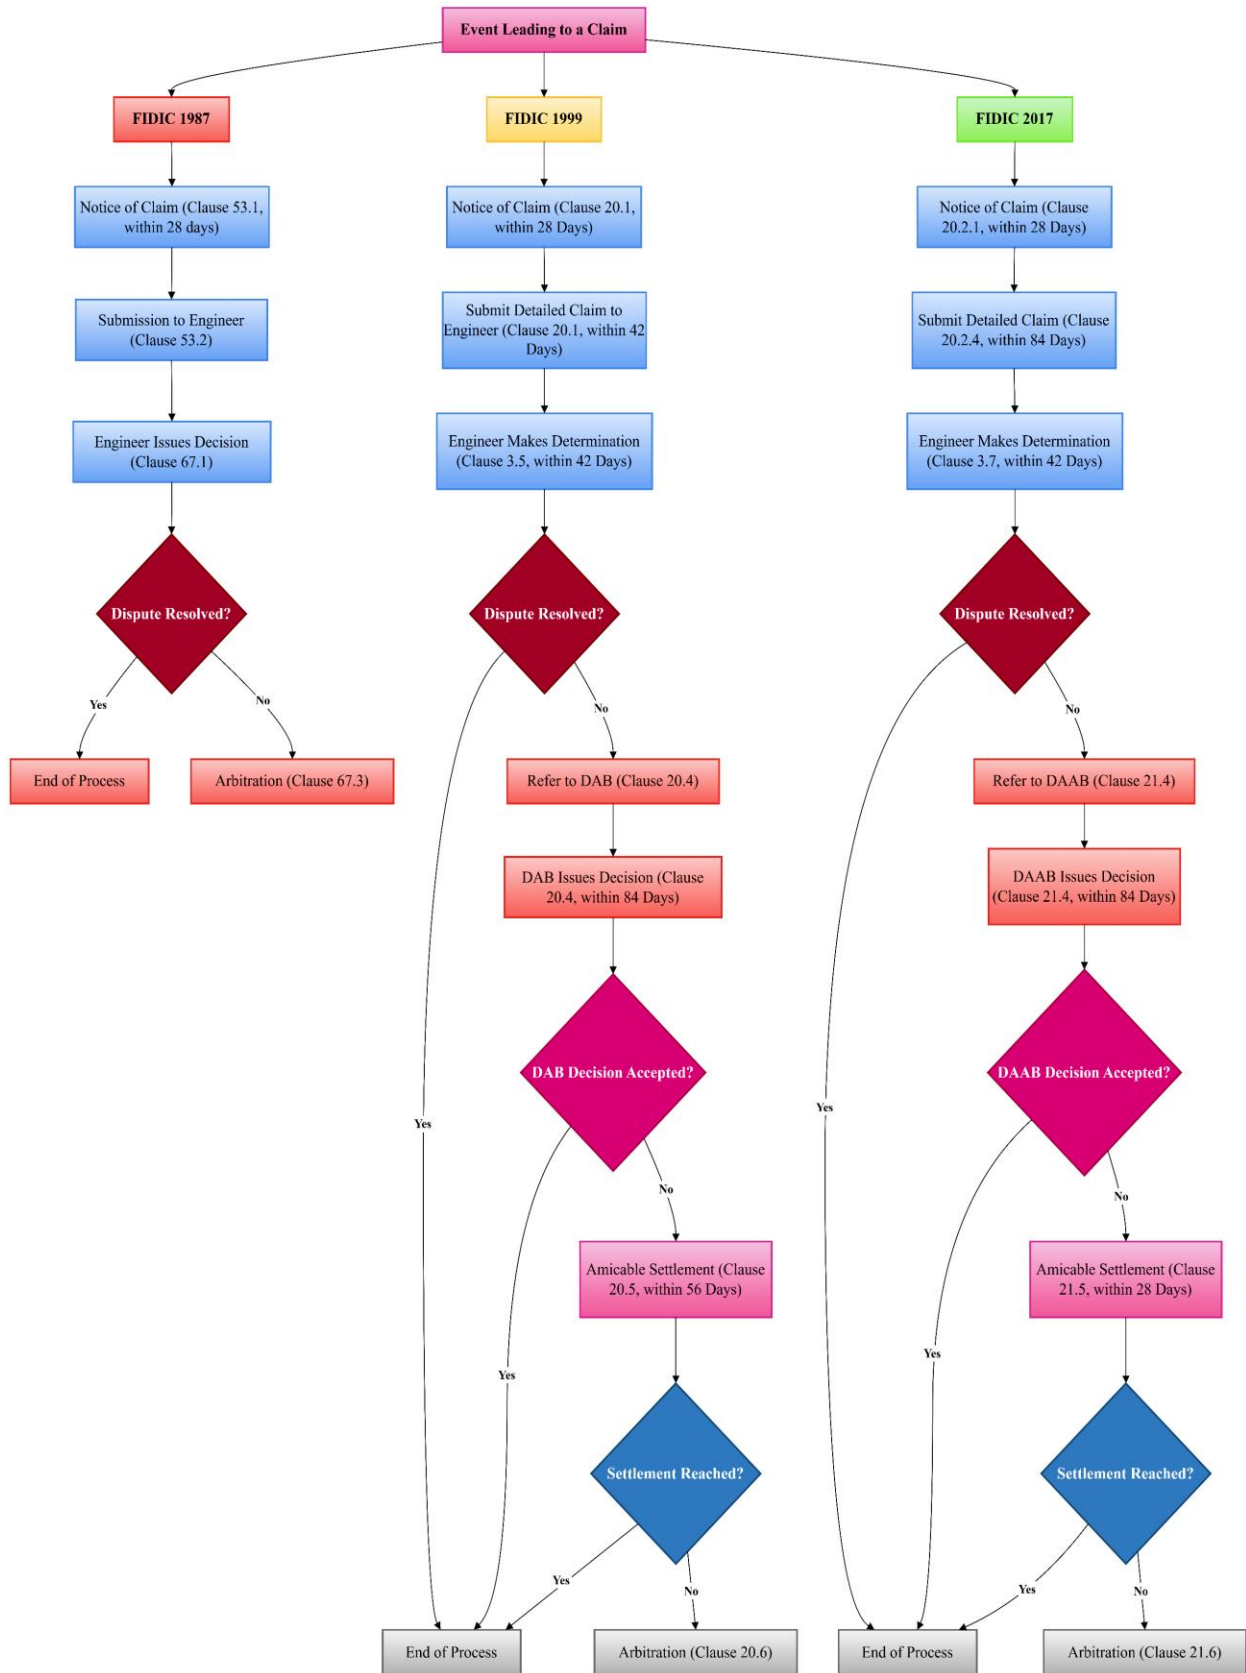 Event Leading to a Claim
FIDIC 1987
FIDIC 1999
FIDIC 2017
Notice of Claim (Clause 53.1,
within 28 days)
Notice of Claim (Clause 20.1,
within 28 Days)
Notice of Claim (Clause
20.2.1, within 28 Days)
Submission to Engineer
(Clause 53.2)
Submit Detailed Claim to
Engineer (Clause 20.1, within 42
Days)
Submit Detailed Claim (Clause
20.2.4, within 84 Days)
Engineer Issues Decision
(Clause 67.1)
Engineer Makes Determination
(Clause 3.5, within 42 Days)
Engineer Makes Determination
(Clause 3.7, within 42 Days)
Dispute Resolved?
Dispute Resolved?
Dispute Resolved?
Yes
No
No
No
End of Process
Arbitration (Clause 67.3)
Refer to DAB (Clause 20.4)
Refer to DAAB (Clause 21.4)
DAB Issues Decision (Clause
20.4, within 84 Days)
DAAB Issues Decision
(Clause 21.4, within 84 Days)
DAB Decision Accepted?
DAAB Decision Accepted?
Yes
Yes
No
No
Amicable Settlement (Clause
20.5, within 56 Days)
Amicable Settlement (Clause
21.5, within 28 Days)
Yes
Yes
Settlement Reached?
Settlement Reached?
Yes
No
Yes
No
End of Process
Arbitration (Clause 20.6)
End of Process
Arbitration (Clause 21.6)